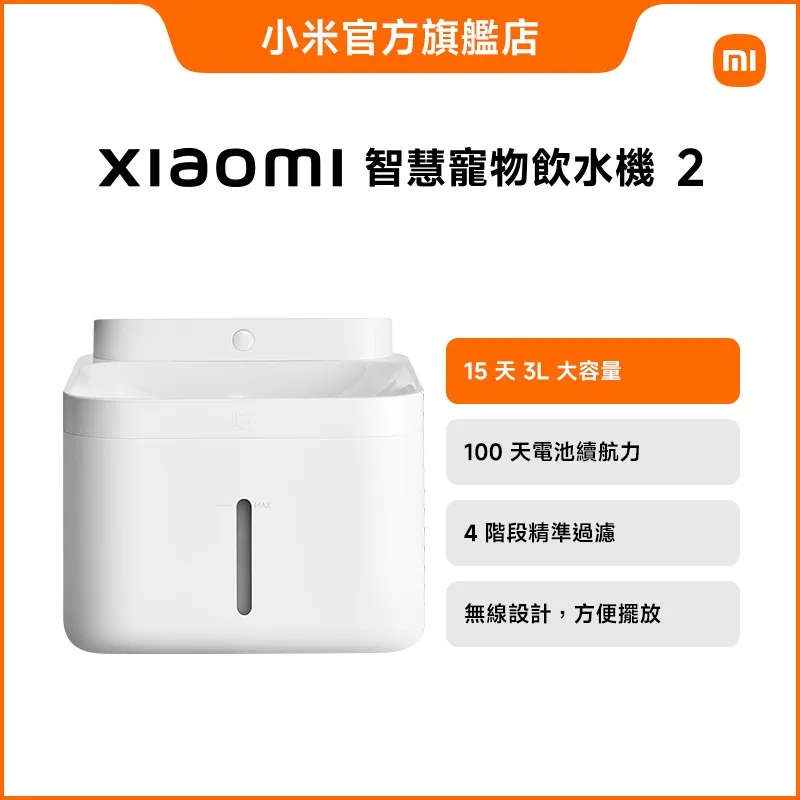 小米官方旗艦店
mi
xiaomi 智慧寵物飲水機 2
15 天 3L 大容量
100 天電池續航力
MAX
4 階段精準過濾
無線設計，方便擺放